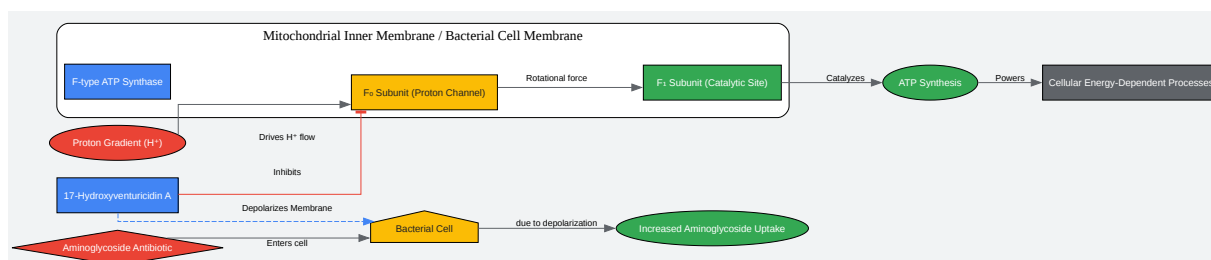 Mitochondrial Inner Membrane / Bacterial Cell Membrane
F-type ATP Synthase
F₀ Subunit (Proton Channel)
Rotational force
F₁ Subunit (Catalytic Site)
Catalyzes
ATP Synthesis
Powers
Cellular Energy-Dependent Processes
Proton Gradient (H⁺)
Drives H⁺ flow
Inhibits
17-Hydroxyventuricidin A
Depolarizes Membrane
Bacterial Cell
due to depolarization
Increased Aminoglycoside Uptake
Aminoglycoside Antibiotic
Enters cell